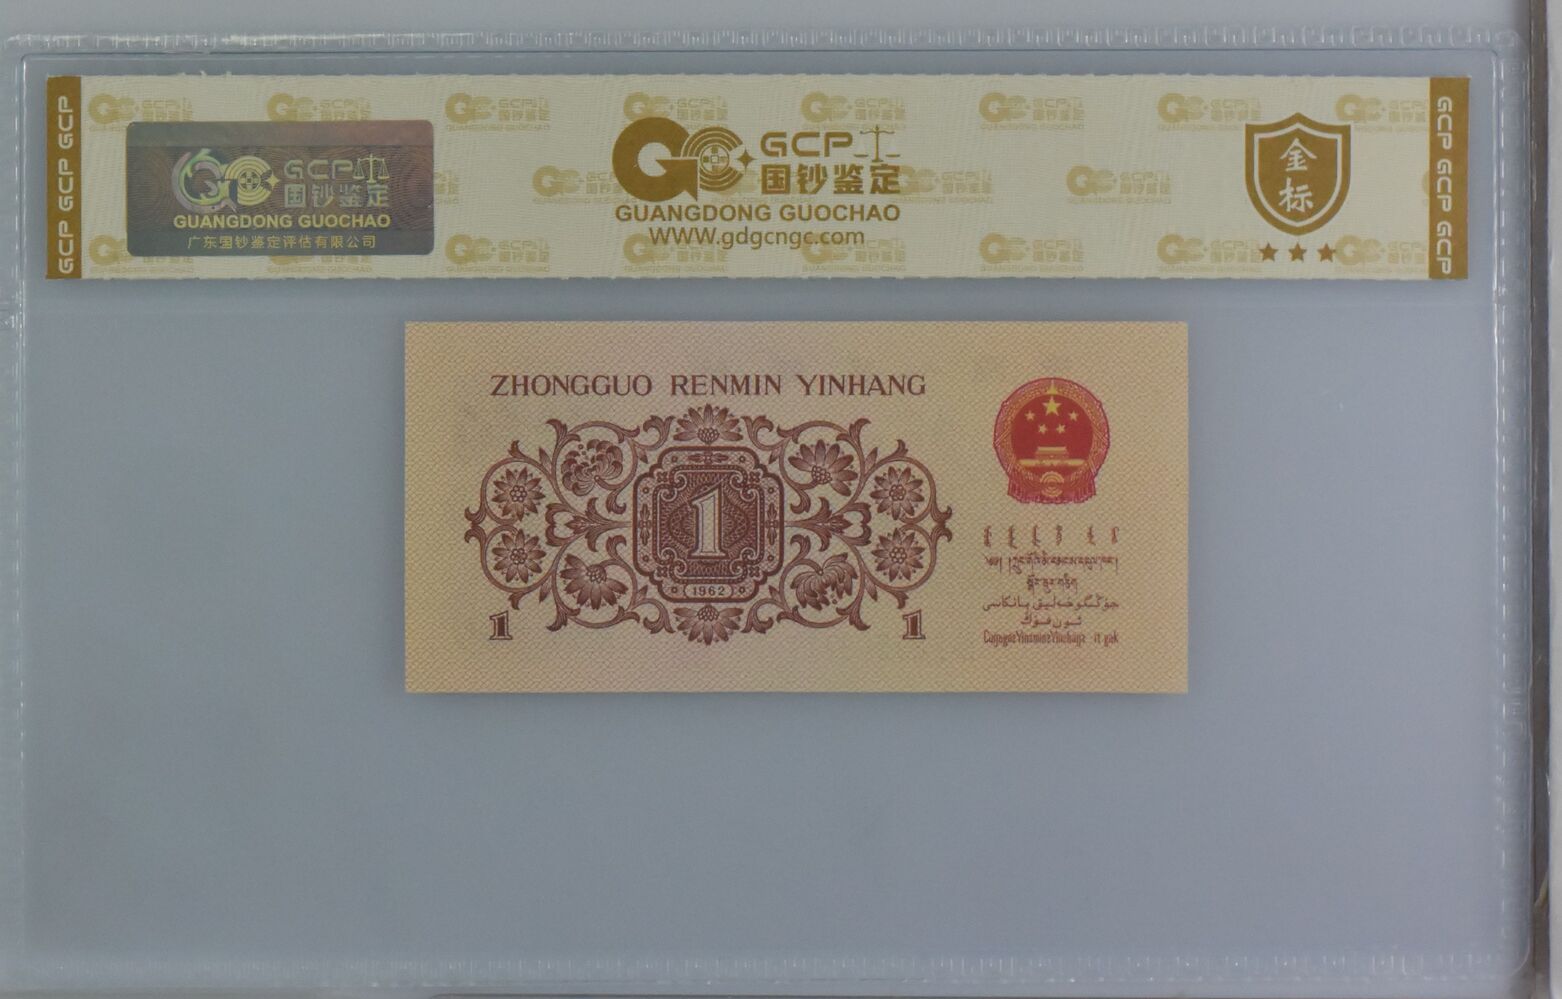 GCP GCP GCP
GCP 国钞鉴定
GUANGDONG GUOCHAO
广东国钞鉴定评估有限公司
GCP
国钞鉴定
GUANGDONG GUOCHAO
WWW.gdgcngc.com
金标
GCP GCP GCP
ZHONGGUO RENMIN YINHANG
1
(1962)
1
1